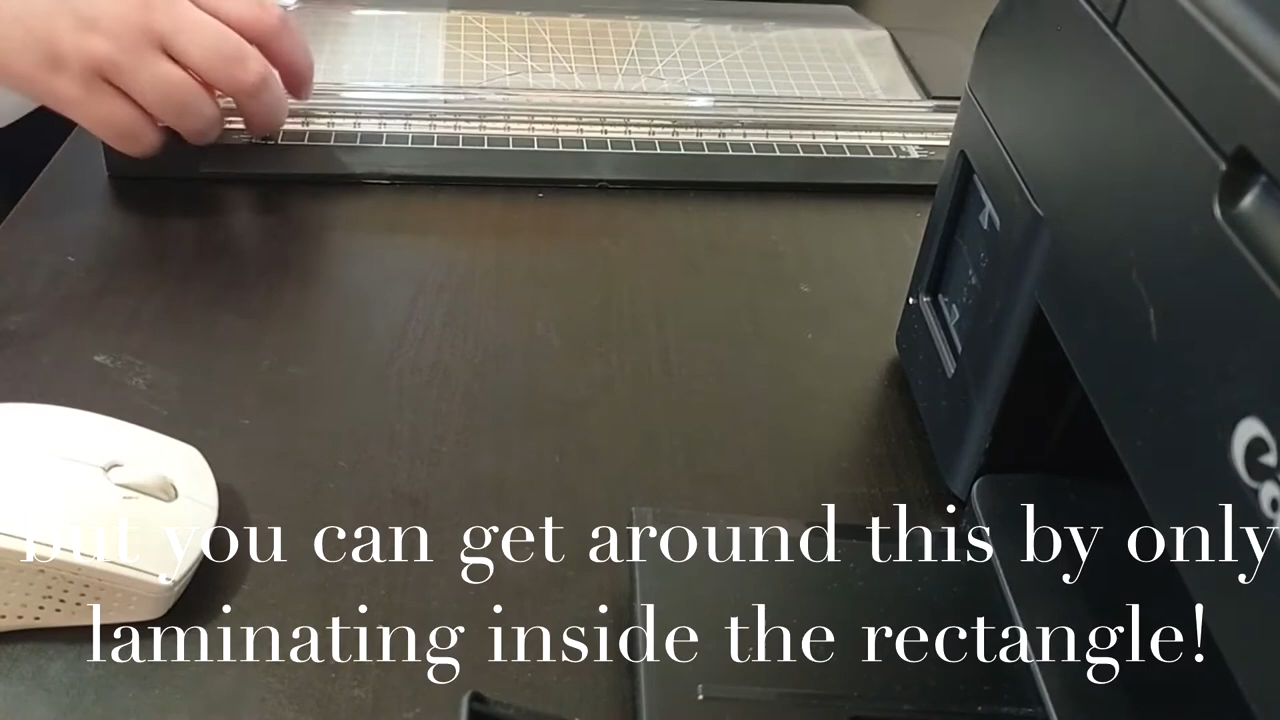 but you can get around this by only
laminating inside the rectangle!